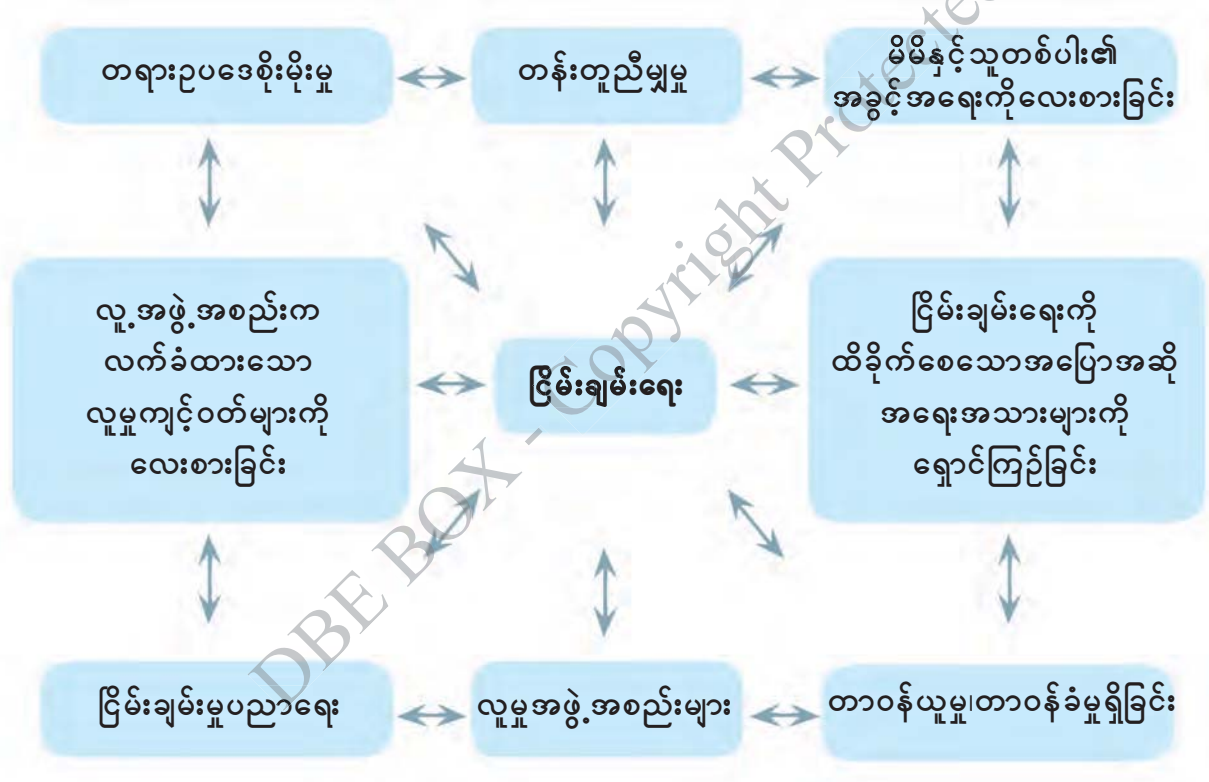 တရားဥပဒေစိုးမိုးမှု
တန်းတူညီမျှမှု
မိမိနှင့်သူတစ်ပါး၏
အခွင့်အရေးကိုလေးစားခြင်း
လူ့အဖွဲ့အစည်းက
လက်ခံထားသော
လူမှုကျင့်ဝတ်များကို
လေးစားခြင်း
ငြိမ်းချမ်းရေး
ငြိမ်းချမ်းရေးကို
ထိခိုက်စေသောအပြောအဆို
အရေးအသားများကို
ရှောင်ကြဉ်ခြင်း
ငြိမ်းချမ်းမှုပညာရေး
လူမှုအဖွဲ့အစည်းများ
တာဝန်ယူမှု၊တာဝန်ခံမှုရှိခြင်း
DBE BOX - Copyright Protected